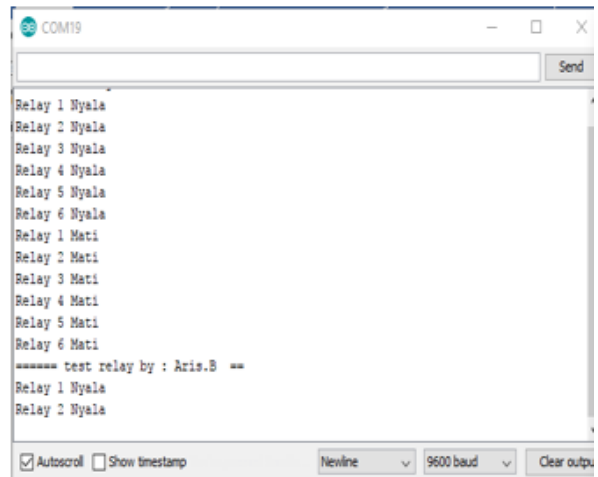 COM19
Send
Relay 1 Nyala
Relay 2 Nyala
Relay 3 Nyala
Relay 4 Nyala
Relay 5 Nyala
Relay 6 Nyala
Relay 1 Mati
Relay 2 Mati
Relay 3 Mati
Relay 4 Mati
Relay 5 Mati
Relay 6 Mati
====== test relay by : Aris.B ==
Relay 1 Nyala
Relay 2 Nyala
Autoscroll Show timestamp Newline 9600 baud Clear outpu